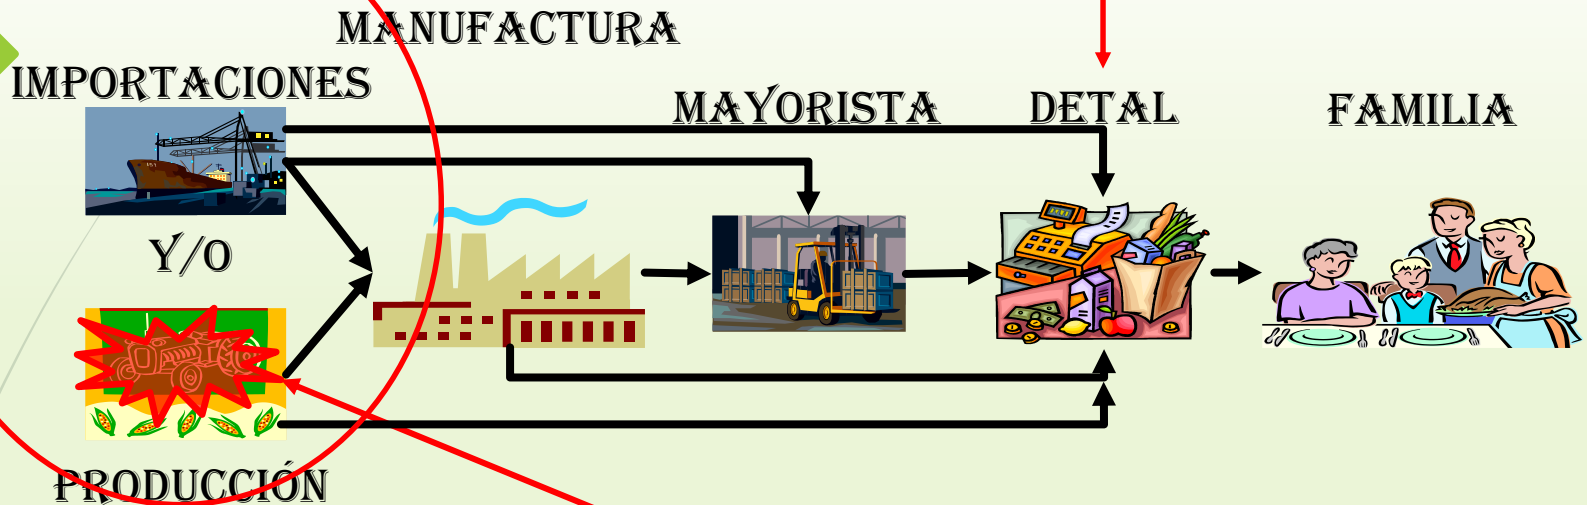 MANUFACTURA
IMPORTACIONES
MAYORISTA
DETAL
FAMILIA
Y/O
PRODUCCIÓN